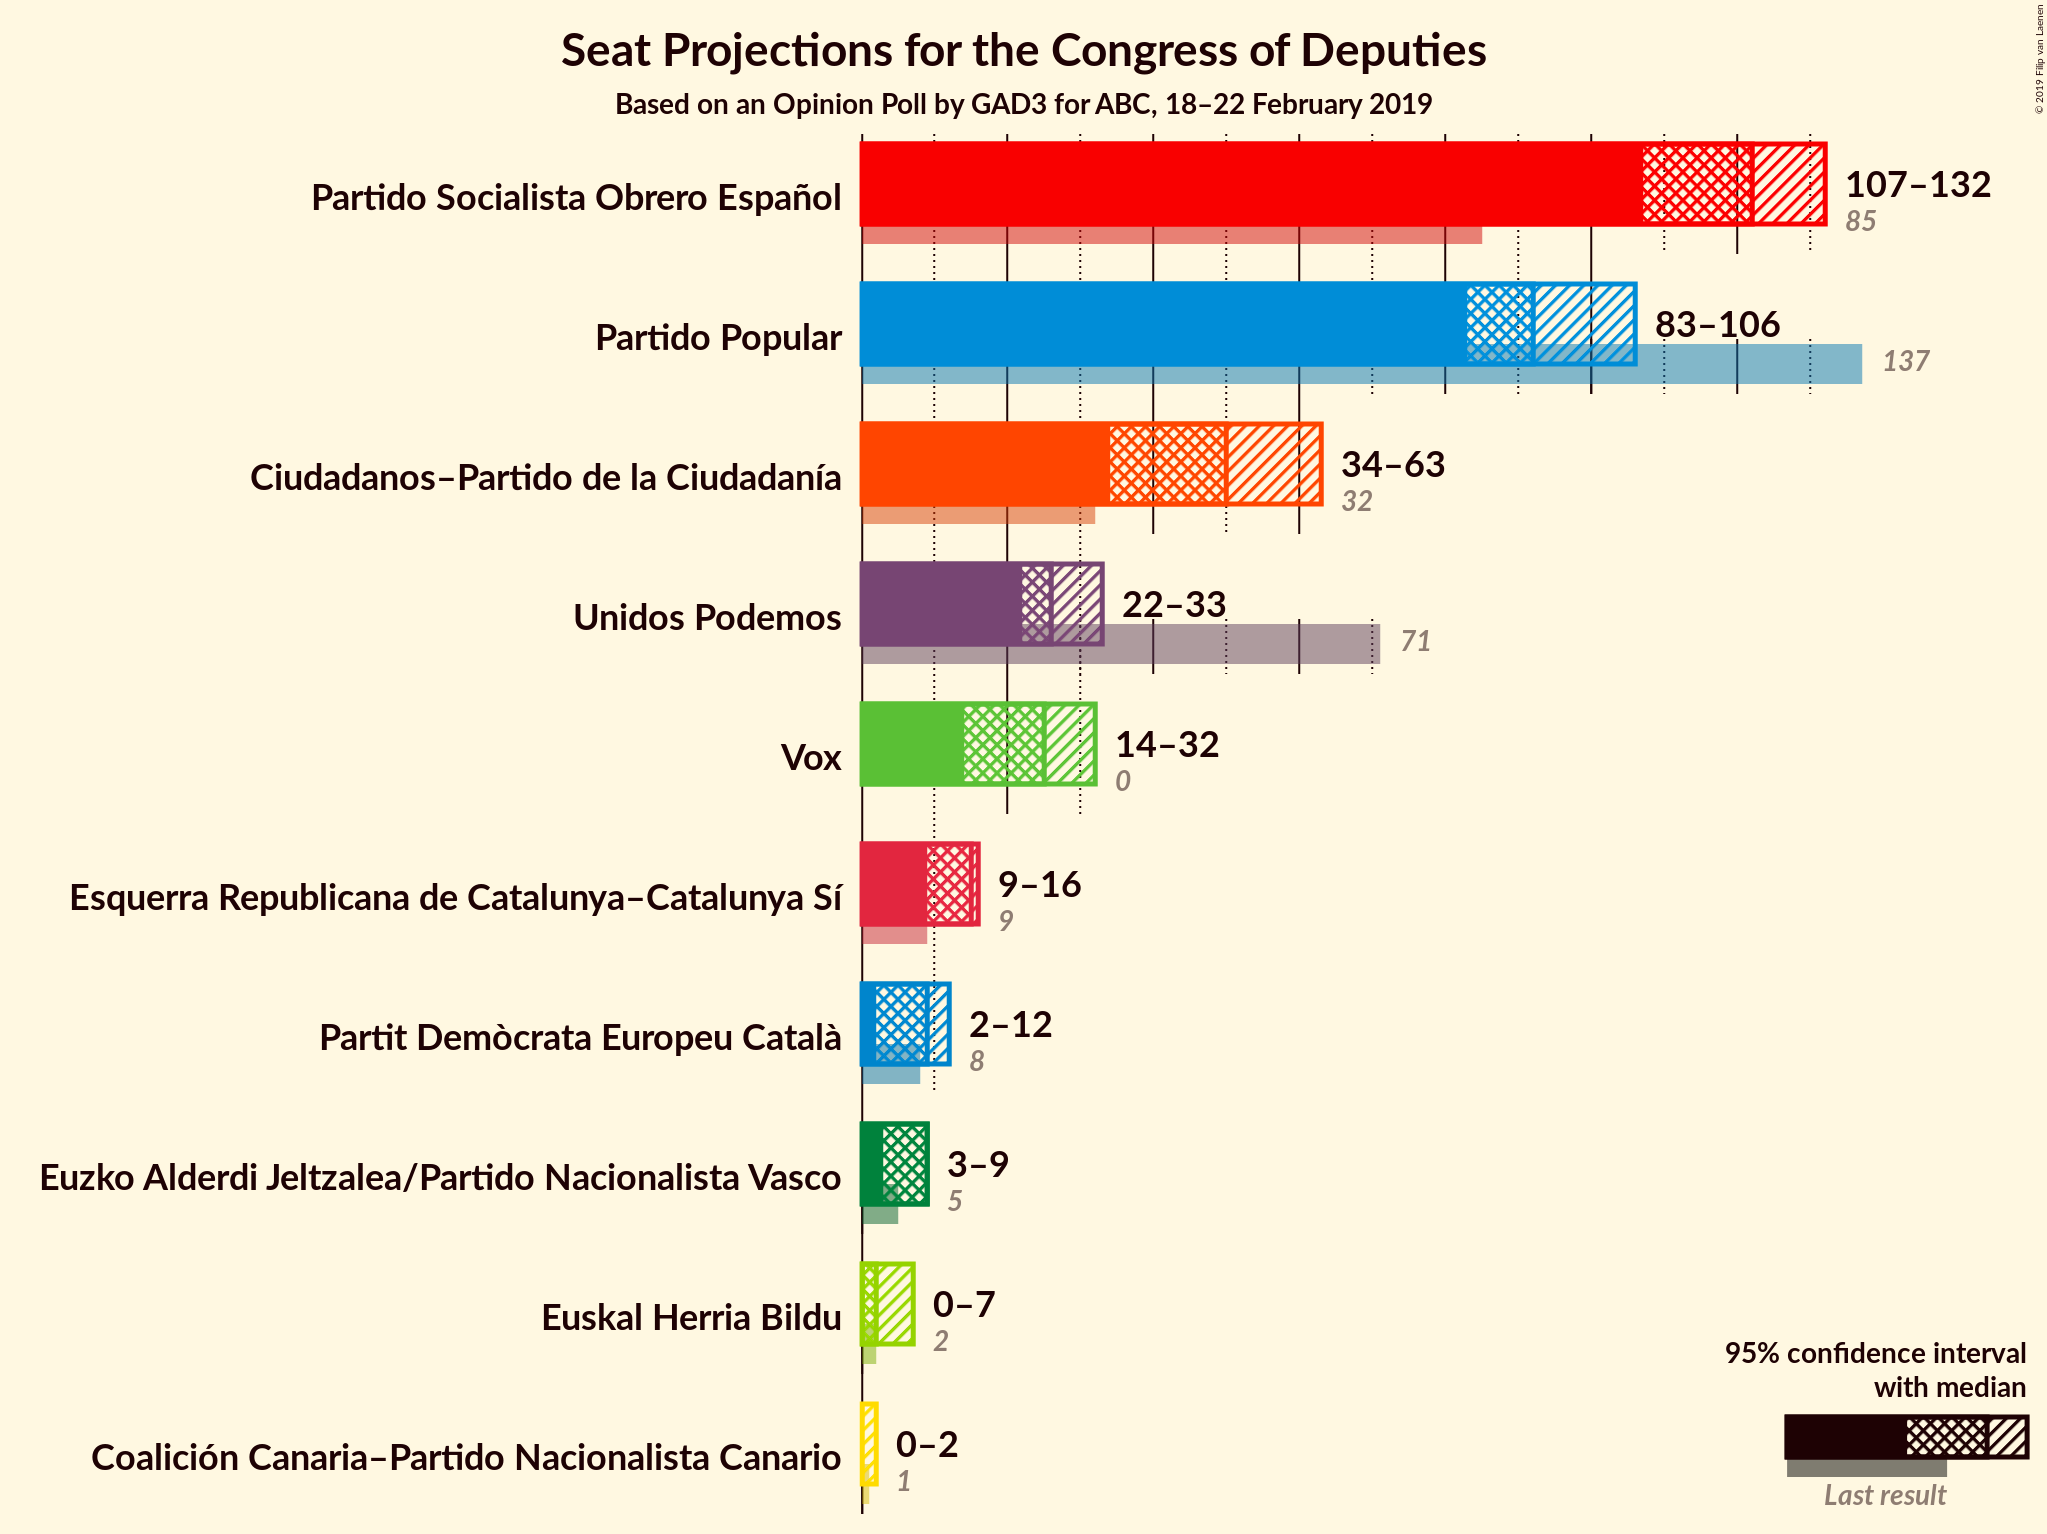 Seat Projections for the Congress of Deputies
Based on an Opinion Poll by GAD3 for ABC, 18–22 February 2019
© 2019 Filip van Laenen
Partido Socialista Obrero Español
107–132
85
Partido Popular
83–106
137
Ciudadanos–Partido de la Ciudadanía
34–63
32
Unidos Podemos
22–33
71
Vox
14–32
0
Esquerra Republicana de Catalunya–Catalunya Sí
9–16
9
Partit Demòcrata Europeu Català
2–12
8
Euzko Alderdi Jeltzalea/Partido Nacionalista Vasco
3–9
5
Euskal Herria Bildu
0–7
2
Coalición Canaria–Partido Nacionalista Canario
0–2
1
95% confidence interval
with median
Last result